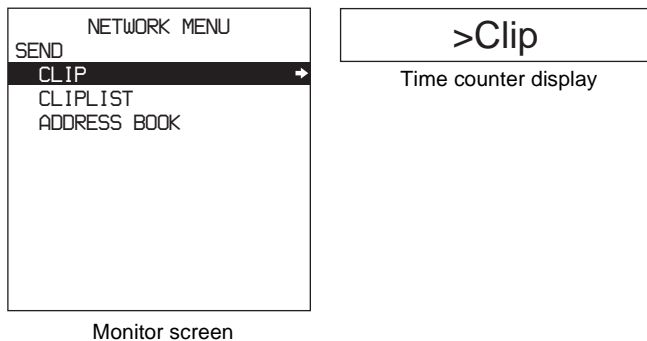 NETWORK MENU
SEND
CLIP
CLIPLIST
ADDRESS BOOK
Monitor screen
>Clip
Time counter display